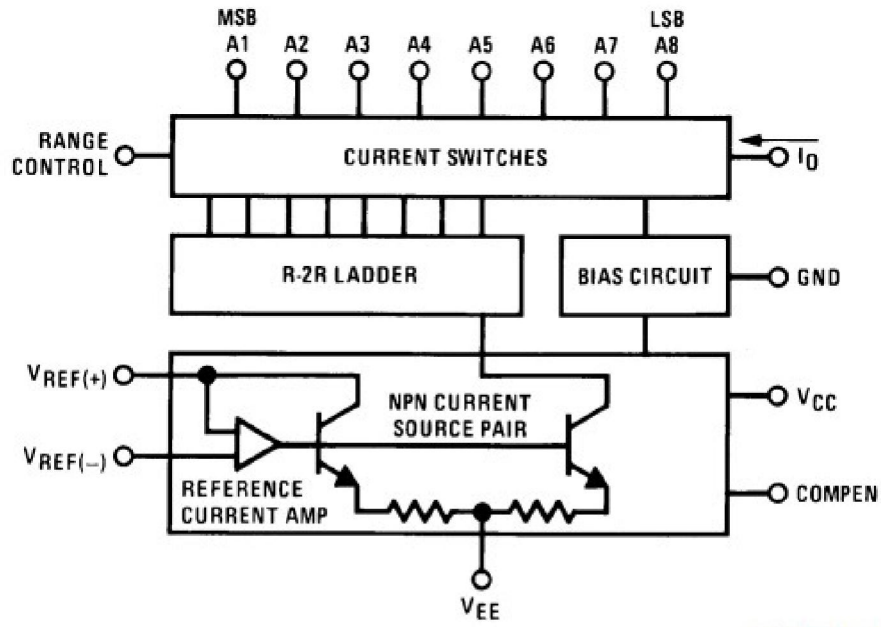 MSB
LSB
A1 A2 A3 A4 A5 A6 A7 A8
RANGE
CONTROL
CURRENT SWITCHES
IO
R-2R LADDER
BIAS CIRCUIT
GND
VREF(+)
NPN CURRENT
SOURCE PAIR
VCC
VREF(–)
REFERENCE
CURRENT AMP
COMPEN
VEE